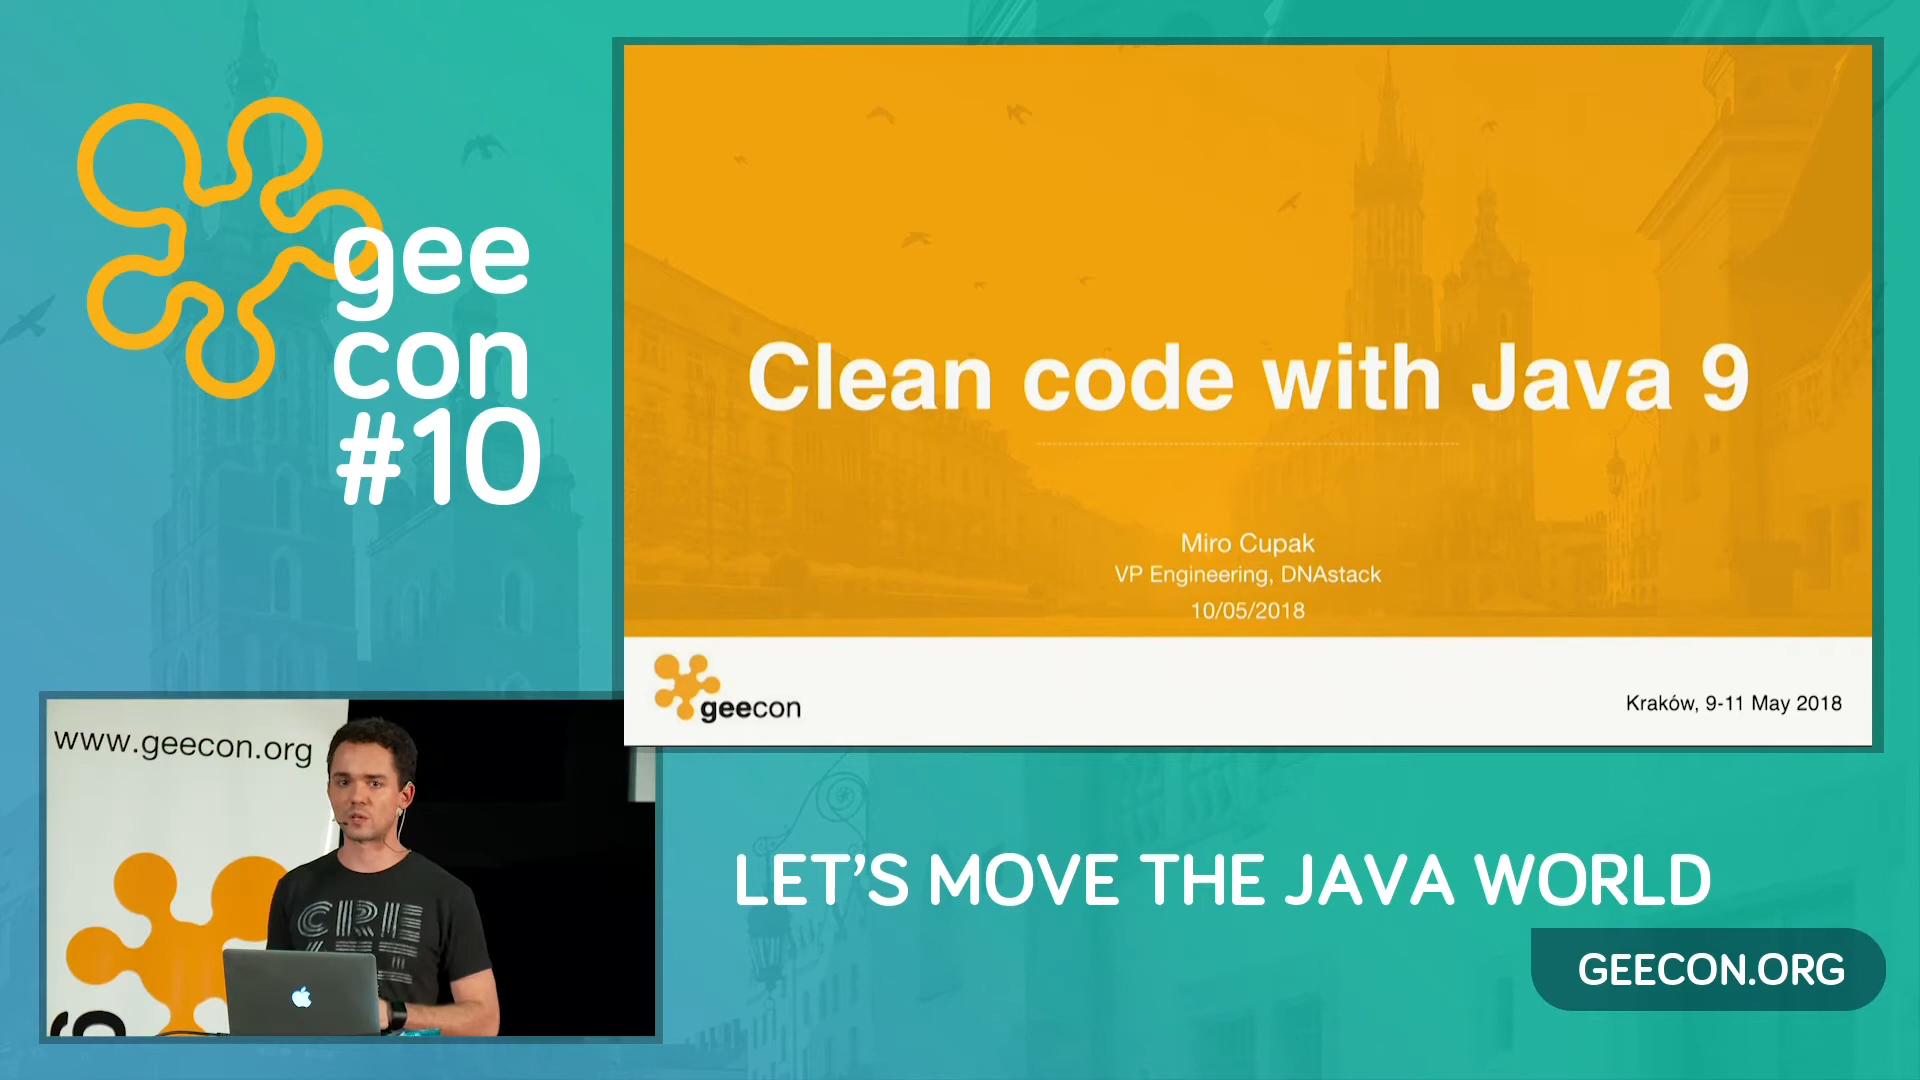 gee
con
#10
Clean code with Java 9
Miro Cupak
VP Engineering, DNAstack
10/05/2018
geecon
Kraków, 9-11 May 2018
www.geecon.org
CRE
LET'S MOVE THE JAVA WORLD
GEECON.ORG